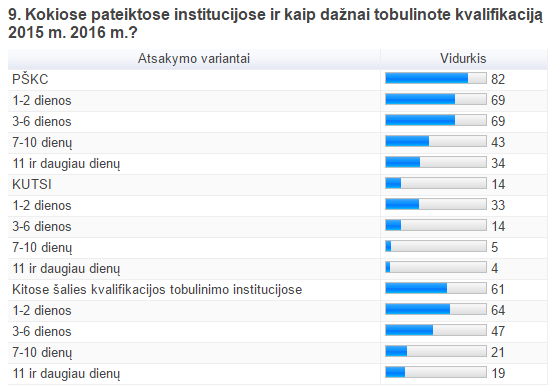 9. Kokiose pateiktose institucijose ir kaip dažnai tobulinote kvalifikaciją
2015 m. 2016 m.?
Atsakymo variantai Vidurkis
PŠKC 82
1-2 dienos 69
3-6 dienos 69
7-10 dienų 43
11 ir daugiau dienų 34
KUTSI 14
1-2 dienos 33
3-6 dienos 14
7-10 dienų 5
11 ir daugiau dienų 4
Kitose šalies kvalifikacijos tobulinimo institucijose 61
1-2 dienos 64
3-6 dienos 47
7-10 dienų 21
11 ir daugiau dienų 19